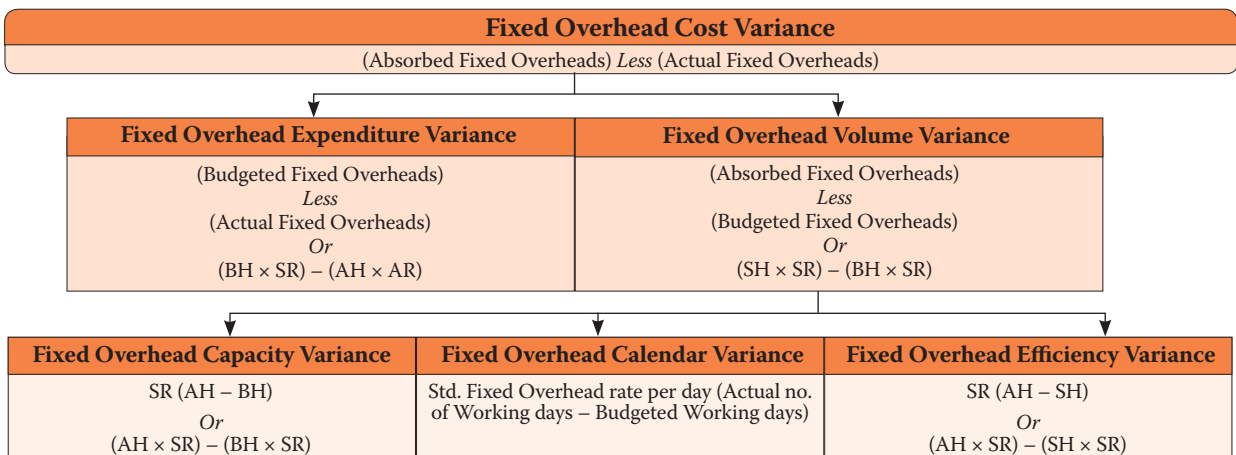 Fixed Overhead Cost Variance
(Absorbed Fixed Overheads) Less (Actual Fixed Overheads)
Fixed Overhead Expenditure Variance
(Budgeted Fixed Overheads)
Less
(Actual Fixed Overheads)
Or
(BH × SR) – (AH × AR)
Fixed Overhead Volume Variance
(Absorbed Fixed Overheads)
Less
(Budgeted Fixed Overheads)
Or
(SH × SR) – (BH × SR)
Fixed Overhead Capacity Variance
SR (AH – BH)
Or
(AH × SR) – (BH × SR)
Fixed Overhead Calendar Variance
Std. Fixed Overhead rate per day (Actual no.
of Working days – Budgeted Working days)
Fixed Overhead Efficiency Variance
SR (AH – SH)
Or
(AH × SR) – (SH × SR)